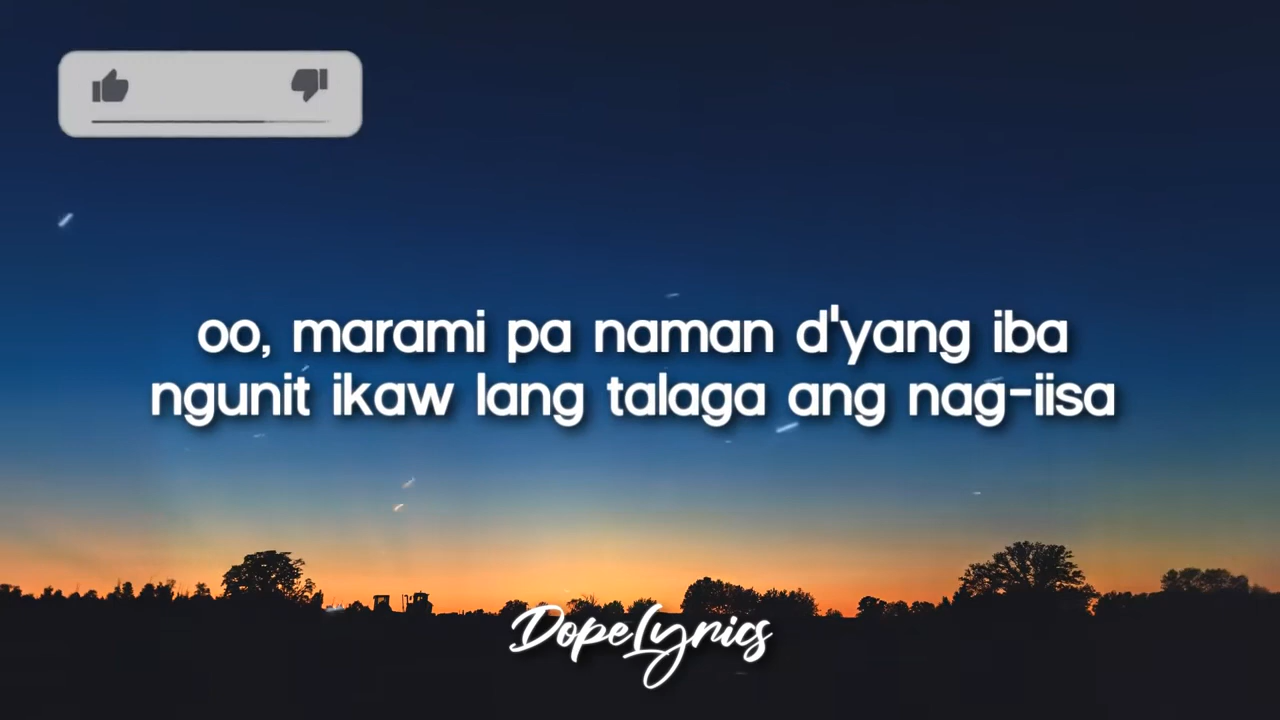 oo, marami pa naman d'yang iba
ngunit ikaw lang talaga ang nag-iisa
DopeLyrics